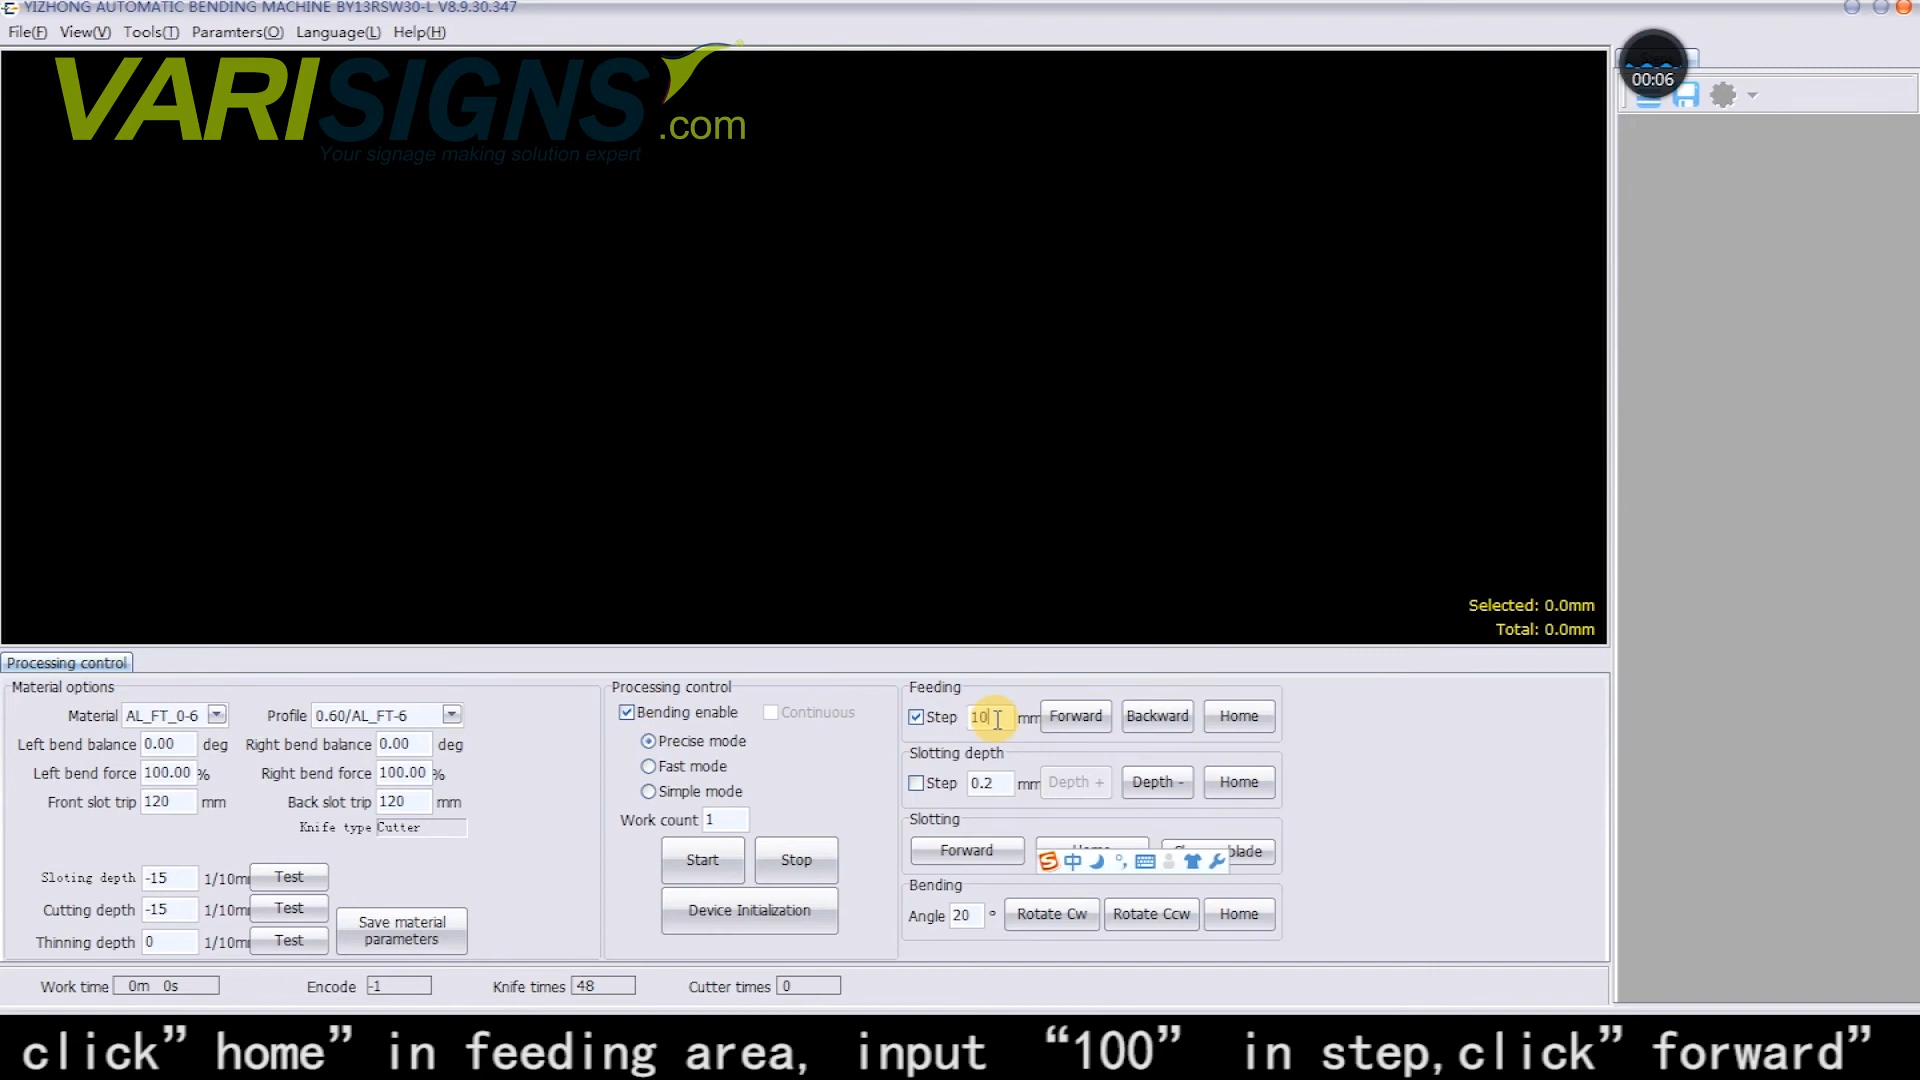 YIZHONG AUTOMATIC BENDING MACHINE BY13RSW30-L V8.9.30.347
File(F) View(V) Tools(T) Paramters(O) Language(L) Help(H)
VARISIGNS
.com
Your signage making solution expert
00:06
Selected: 0.0mm
Total: 0.0mm
Processing control
Material options
Material AL_FT_0-6 Profile 0.60/AL_FT-6
Left bend balance 0.00 deg Right bend balance 0.00 deg
Left bend force 100.00 % Right bend force 100.00 %
Front slot trip 120 mm Back slot trip 120 mm
Knife type Cutter
Sloting depth -15 1/10m Test
Cutting depth -15 1/10m Test
Thinning depth 0 1/10m Test
Save material parameters
Processing control
Bending enable Continuous
Precise mode
Fast mode
Simple mode
Work count 1
Start Stop
Device Initialization
Feeding
Step 10 mm Forward Backward Home
Slotting depth
Step 0.2 mm Depth + Depth - Home
Slotting
Forward blade
中
Bending
Angle 20 ° Rotate Cw Rotate Ccw Home
Work time 0m 0s Encode -1 Knife times 48 Cutter times 0
click”home”in feeding area, input “100” in step,click”forward”